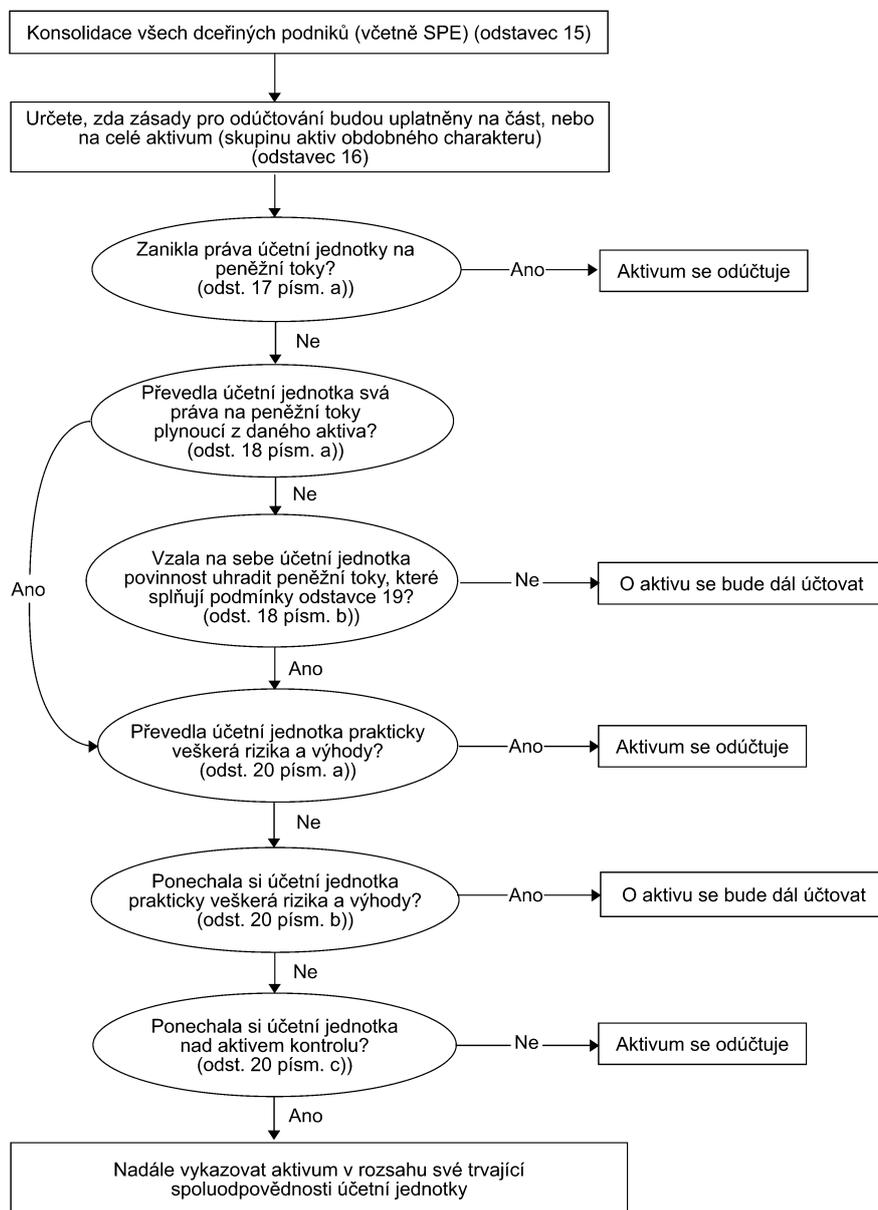 Konsolidace všech dceřiných podniků (včetně SPE) (odstavec 15)
Určete, zda zásady pro odúčtování budou uplatněny na část, nebo
na celé aktivum (skupinu aktiv obdobného charakteru)
(odstavec 16)
Zanikla práva účetní jednotky na
peněžní toky?
(odst. 17 písm. a))
Ano
Aktivum se odúčtuje
Ne
Převedla účetní jednotka svá
práva na peněžní toky
plynoucí z daného aktiva?
(odst. 18 písm. a))
Ne
Ano
Vzala na sebe účetní jednotka
povinnost uhradit peněžní toky, které
splňují podmínky odstavce 19?
(odst. 18 písm. b))
Ne
O aktivu se bude dál účtovat
Ano
Převedla účetní jednotka prakticky
veškerá rizika a výhody?
(odst. 20 písm. a))
Ano
Aktivum se odúčtuje
Ne
Ponechala si účetní jednotka
prakticky veškerá rizika a výhody?
(odst. 20 písm. b))
Ano
O aktivu se bude dál účtovat
Ne
Ponechala si účetní jednotka
nad aktivem kontrolu?
(odst. 20 písm. c))
Ne
Aktivum se odúčtuje
Ano
Nadále vykazovat aktivum v rozsahu své trvající
spoluodpovědnosti účetní jednotky